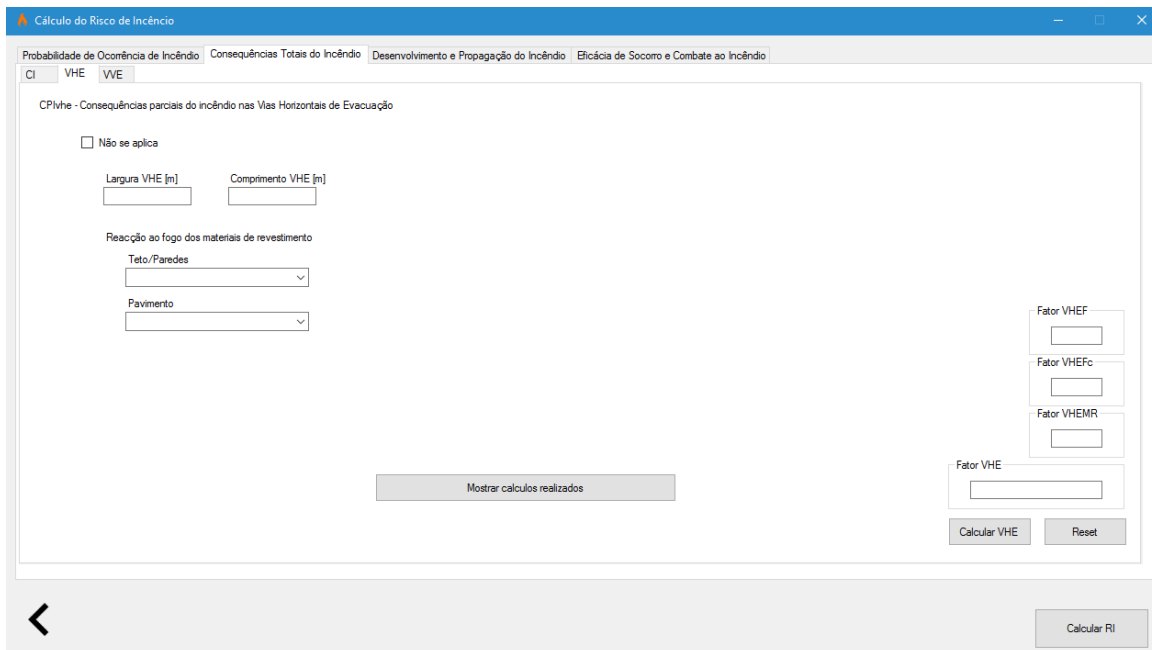 Cálculo do Risco de Incêncio
Probabilidade de Ocorrência de Incêndio Consequências Totais do Incêndio Desenvolvimento e Propagação do Incêndio Eficácia de Socorro e Combate ao Incêndio
CI VHE VVE
CPIvhe - Consequências parciais do incêndio nas Vias Horizontais de Evacuação
Não se aplica
Largura VHE [m] Comprimento VHE [m]
Reacção ao fogo dos materiais de revestimento
Teto/Paredes
Pavimento
Fator VHEF
Fator VHEFc
Fator VHEMR
Fator VHE
Mostrar calculos realizados
Calcular VHE Reset
Calcular RI